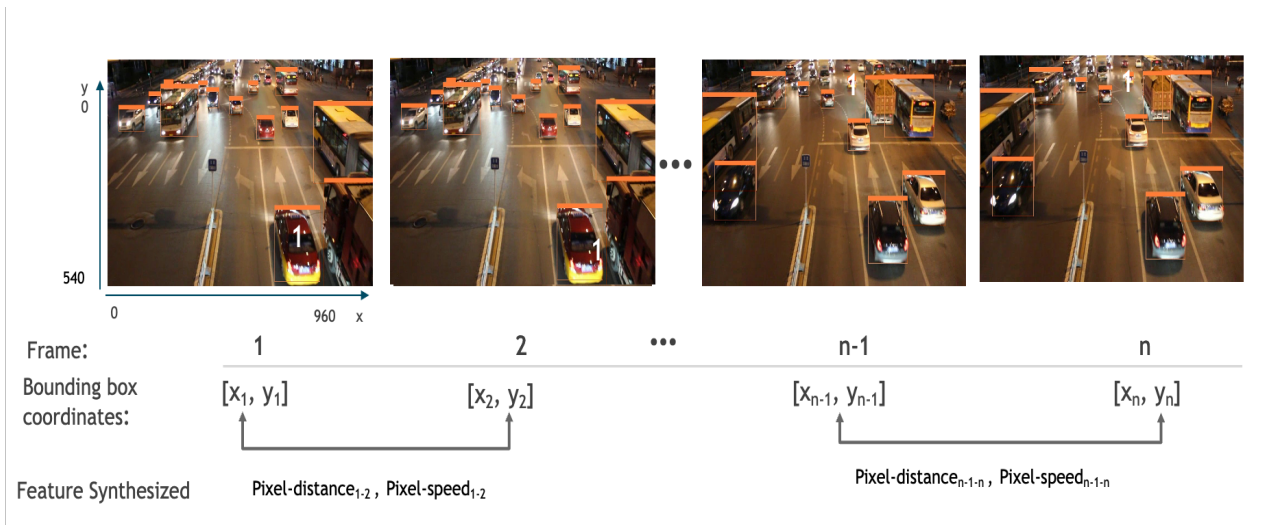 y
0
540
0
960
x
1
1
1
1
•••
Frame:
1
2
•••
n-1
n
Bounding box
coordinates:
[x₁, y₁]
[x₂, y₂]
[xₙ₋₁, yₙ₋₁]
[xₙ, yₙ]
Feature Synthesized
Pixel-distance₁₋₂ , Pixel-speed₁₋₂
Pixel-distanceₙ₋₁₋ₙ , Pixel-speedₙ₋₁₋ₙ